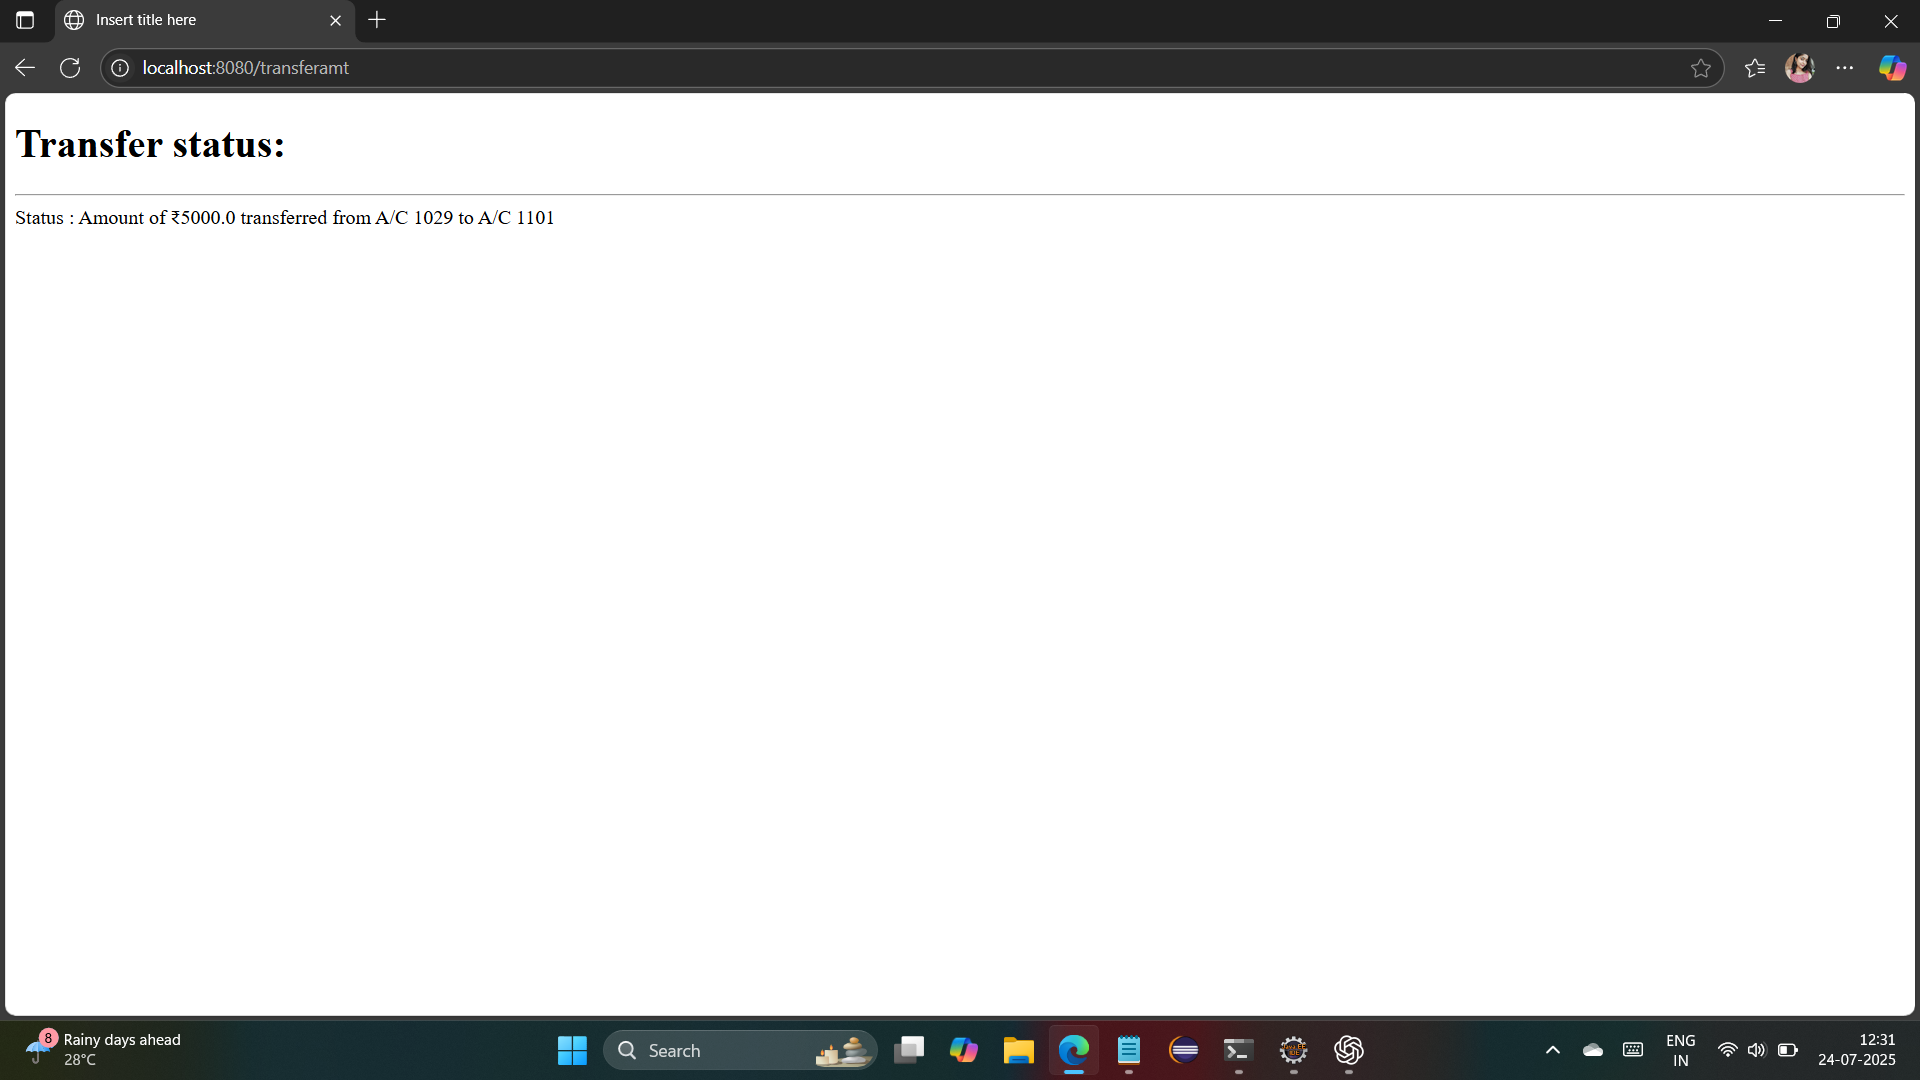 Insert title here
localhost:8080/transferamt
Transfer status:
Status : Amount of ₹5000.0 transferred from A/C 1029 to A/C 1101
8
Rainy days ahead
28°C
Search
ENG
IN
12:31
24-07-2025